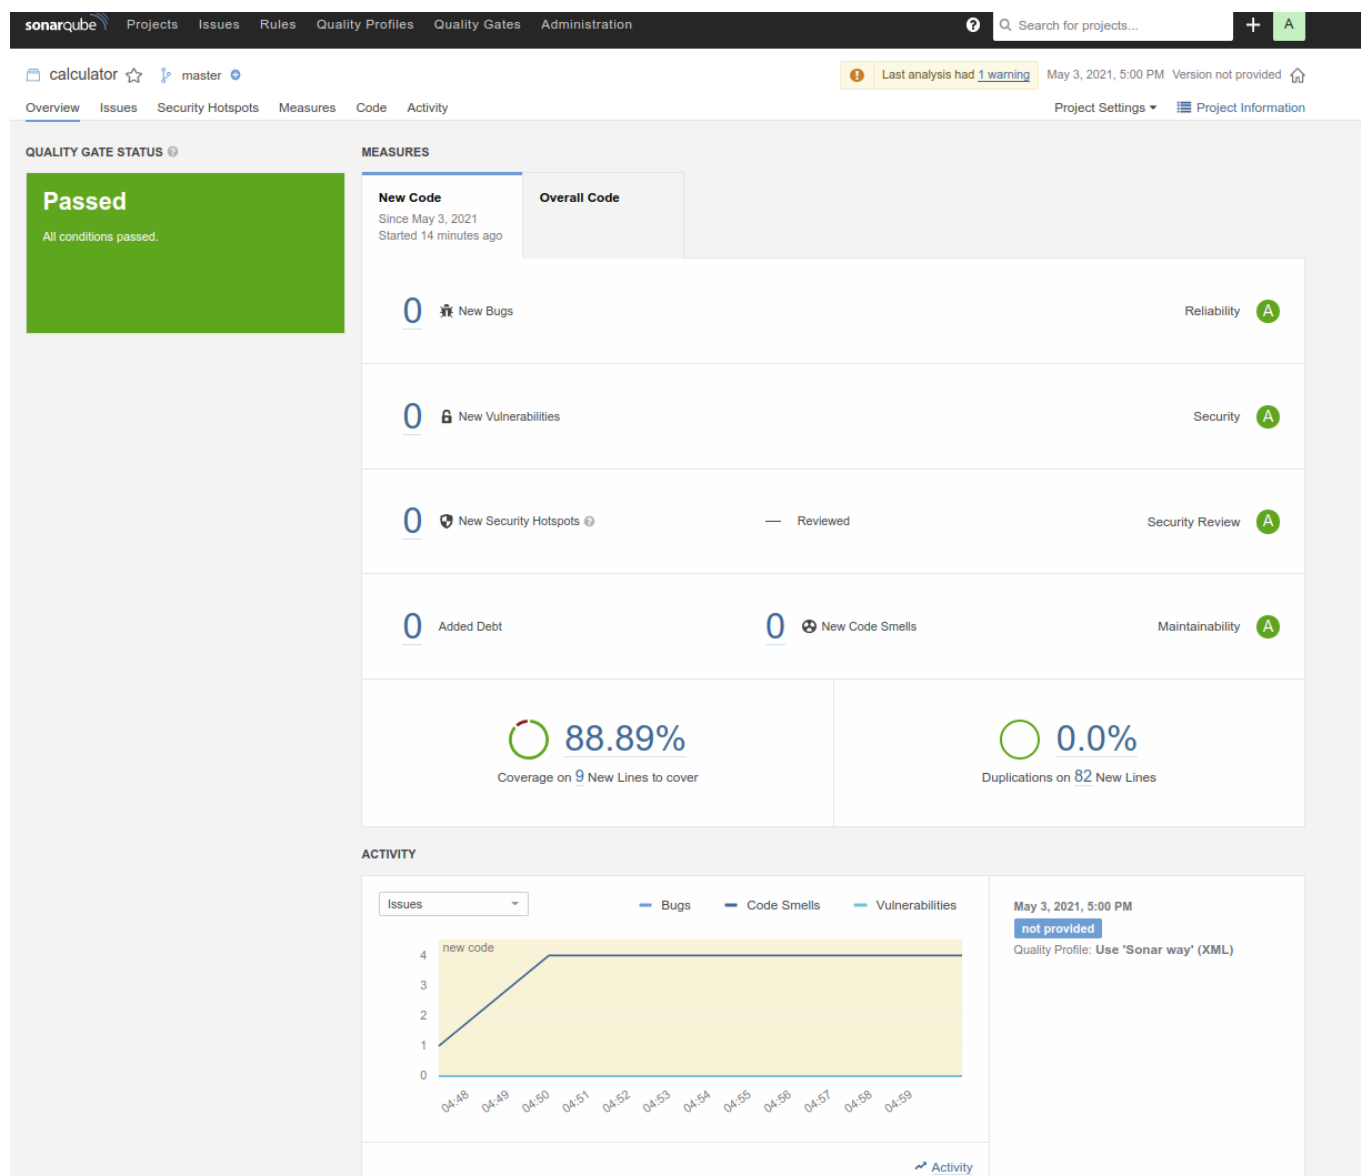 sonarqube Projects Issues Rules Quality Profiles Quality Gates Administration Search for projects... A
calculator master Last analysis had 1 warning May 3, 2021, 5:00 PM Version not provided
Overview Issues Security Hotspots Measures Code Activity Project Settings Project Information
QUALITY GATE STATUS
Passed
All conditions passed.
MEASURES
New Code
Since May 3, 2021
Started 14 minutes ago
Overall Code
0 New Bugs Reliability A
0 New Vulnerabilities Security A
0 New Security Hotspots — Reviewed Security Review A
0 Added Debt 0 New Code Smells Maintainability A
88.89%
Coverage on 9 New Lines to cover
0.0%
Duplications on 82 New Lines
ACTIVITY
Issues Bugs Code Smells Vulnerabilities
new code
4
3
2
1
0
04:48 04:49 04:50 04:51 04:52 04:53 04:54 04:55 04:56 04:57 04:58 04:59
Activity
May 3, 2021, 5:00 PM
not provided
Quality Profile: Use 'Sonar way' (XML)